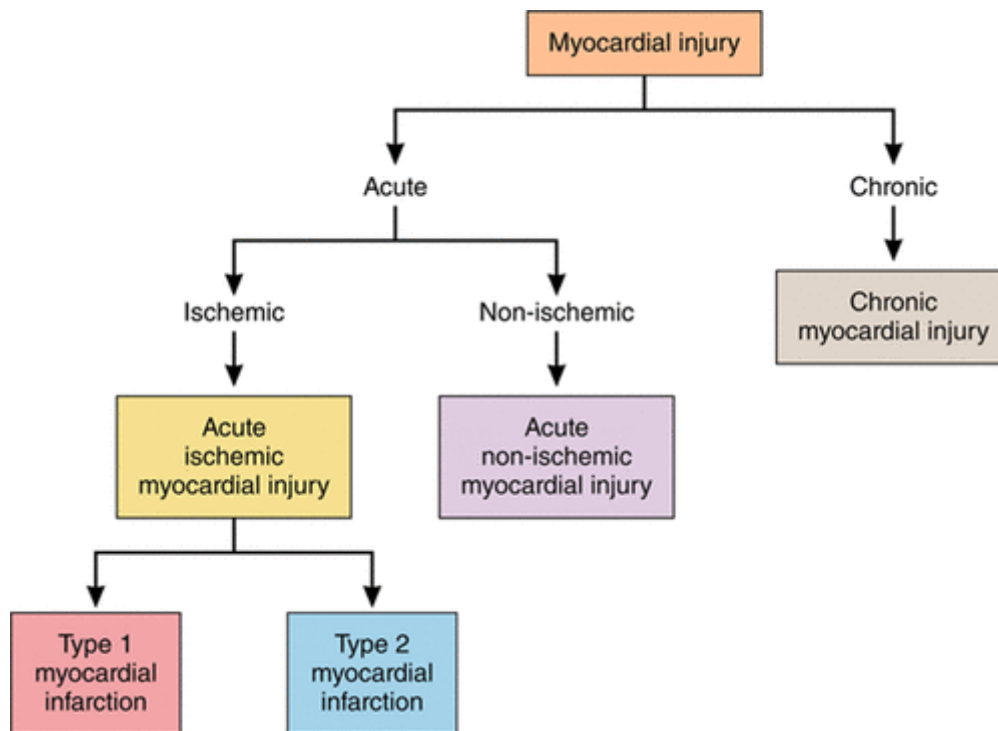 Myocardial injury
Acute
Chronic
Ischemic
Non-ischemic
Chronic
myocardial injury
Acute
ischemic
myocardial injury
Acute
non-ischemic
myocardial injury
Type 1
myocardial
infarction
Type 2
myocardial
infarction